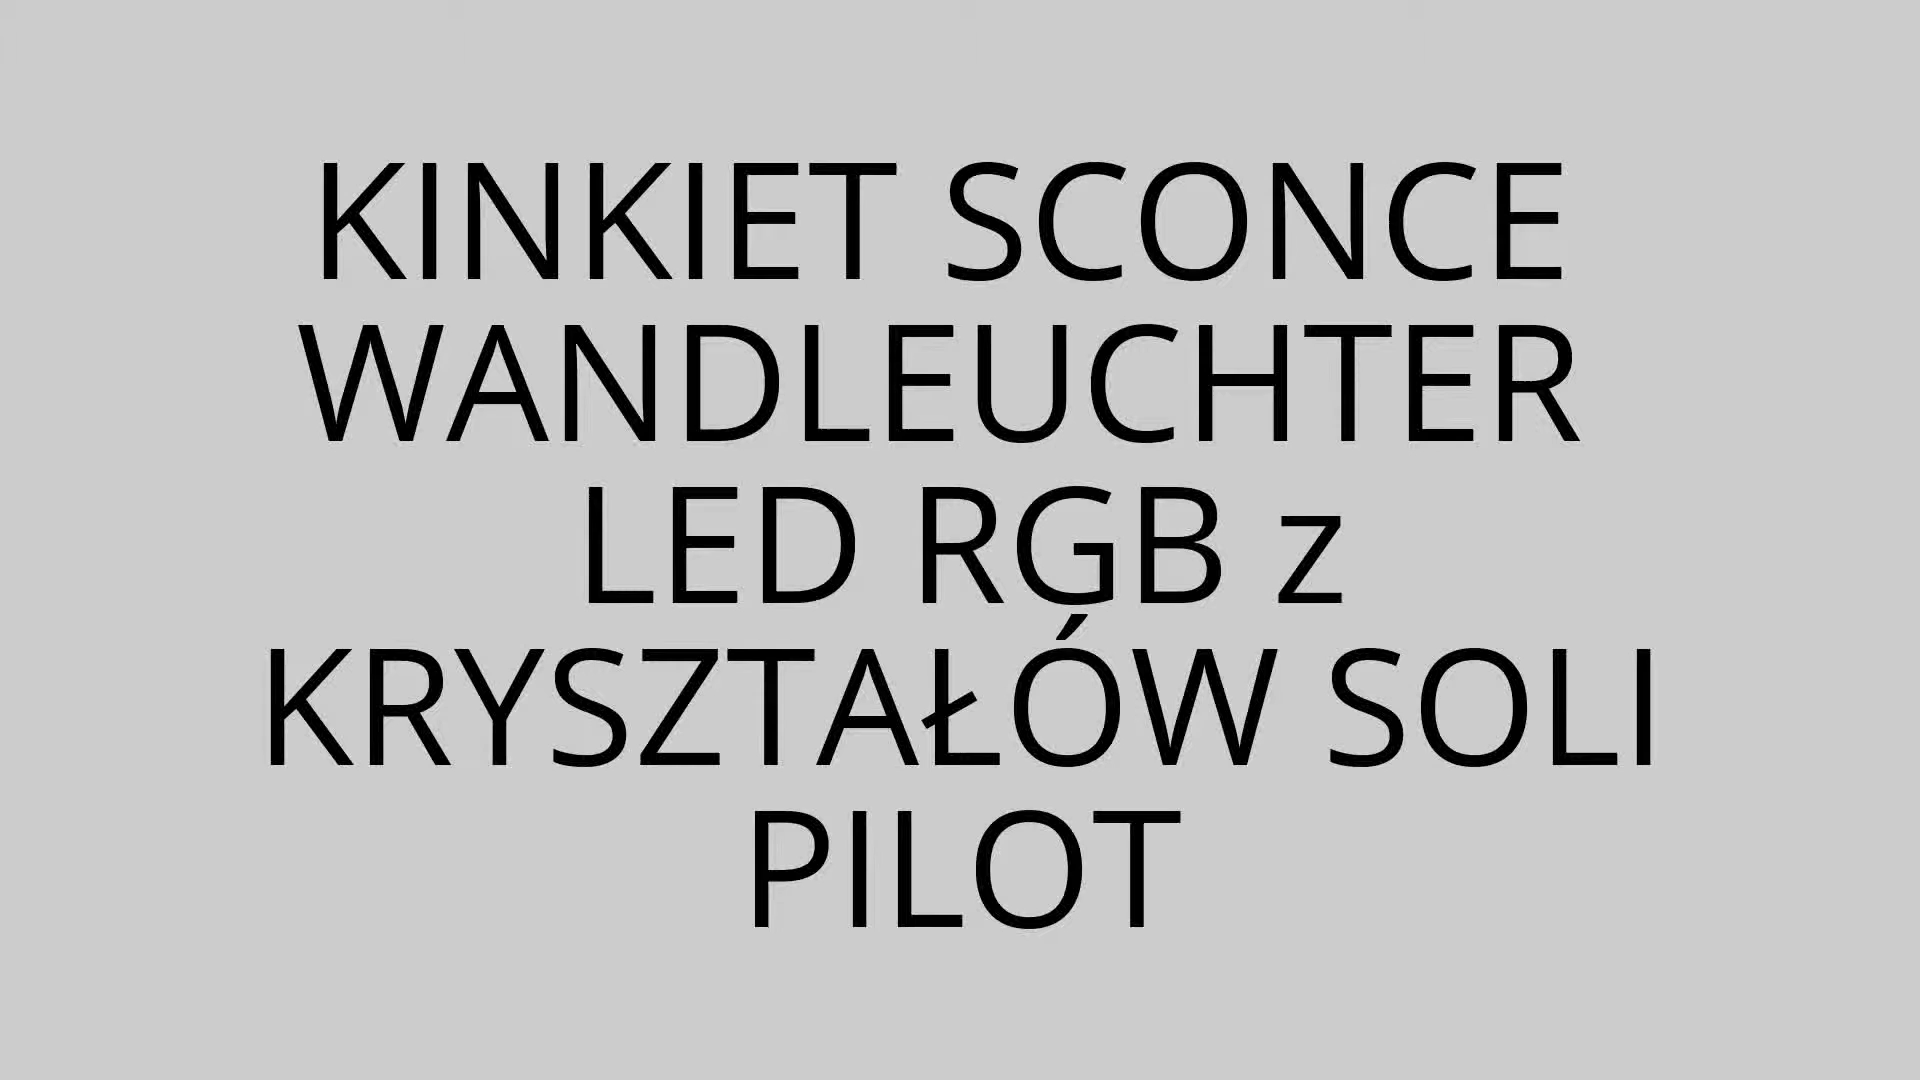 KINKIET SCONCE
WANDLEUCHTER
LED RGB z
KRYSZTAŁÓW SOLI
PILOT